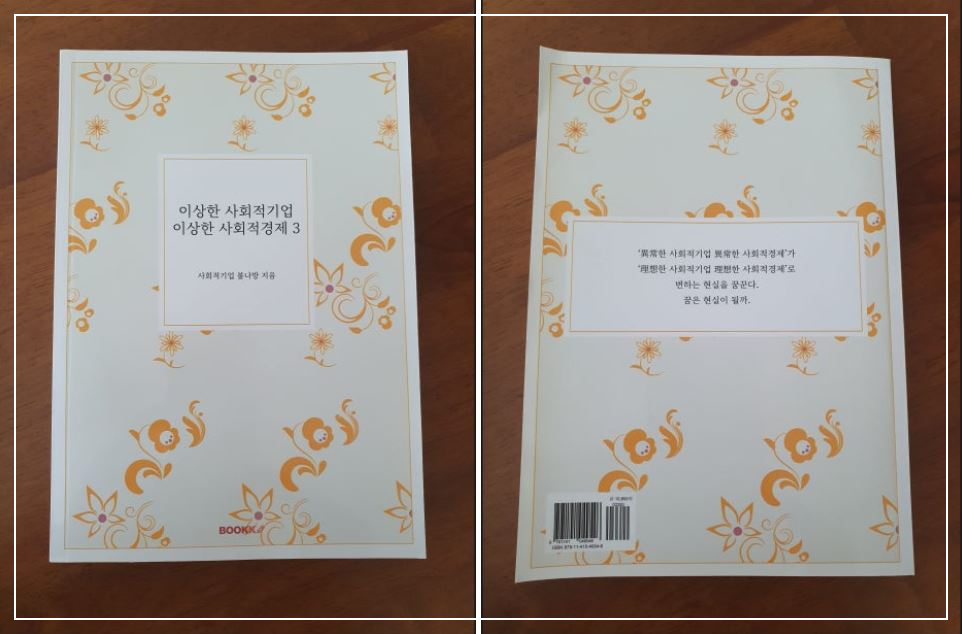 이상한 사회적기업
이상한 사회적경제 3
사회적기업 불나방 지음
BOOKK
'異常한 사회적기업 異常한 사회적경제'가
'理想한 사회적기업 理想한 사회적경제'로
변하는 현실을 꿈꾼다.
꿈은 현실이 될까.